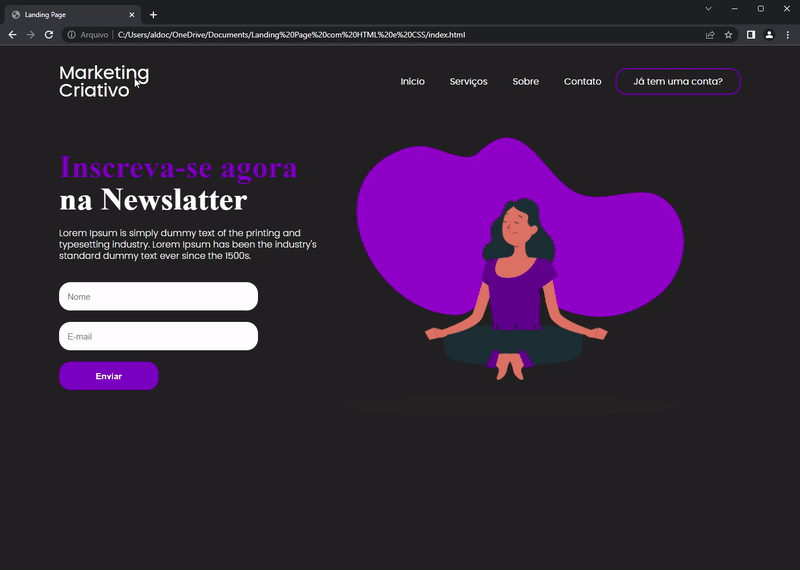 Landing Page
Arquivo
C:/Users/aldoc/OneDrive/Documents/Landing%20Page%20com%20HTML%20e%20CSS/index.html
Marketing
Criativo
Início
Serviços
Sobre
Contato
Já tem uma conta?
Inscreva-se agora
na Newslatter
Lorem Ipsum is simply dummy text of the printing and
typesetting industry. Lorem Ipsum has been the industry's
standard dummy text ever since the 1500s.
Nome
E-mail
Enviar